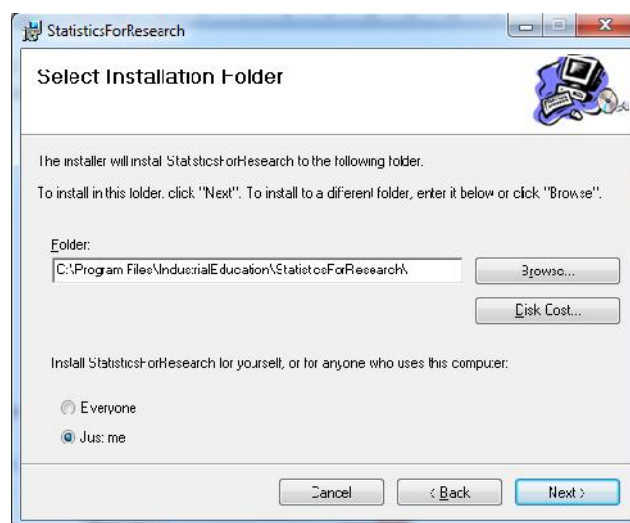 StatisticsForResearch
Select Installation Folder
The installer will install StatisticsForResearch to the following folder.
To install in this folder, click "Next". To install to a different folder, enter it below or click "Browse".
Folder:
C:\Program Files\IndustrialEducation\StatisticsForResearch\
Browse...
Disk Cost...
Install StatisticsForResearch for yourself, or for anyone who uses this computer:
Everyone
Just me
Cancel
< Back
Next >